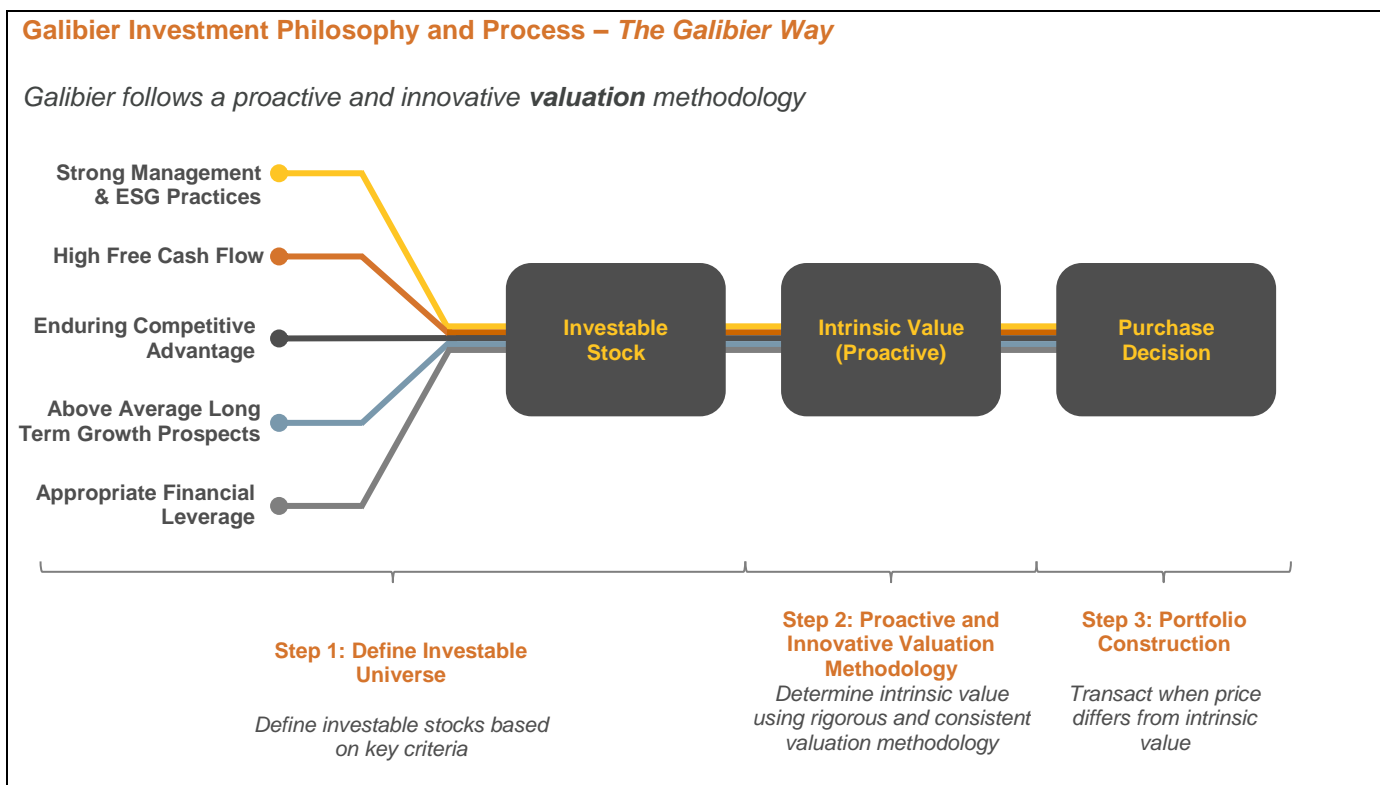 Galibier Investment Philosophy and Process – The Galibier Way
Galibier follows a proactive and innovative valuation methodology
Strong Management
& ESG Practices
High Free Cash Flow
Enduring Competitive
Advantage
Above Average Long
Term Growth Prospects
Appropriate Financial
Leverage
Investable
Stock
Intrinsic Value
(Proactive)
Purchase
Decision
Step 1: Define Investable
Universe
Define investable stocks based
on key criteria
Step 2: Proactive and
Innovative Valuation
Methodology
Determine intrinsic value
using rigorous and consistent
valuation methodology
Step 3: Portfolio
Construction
Transact when price
differs from intrinsic
value